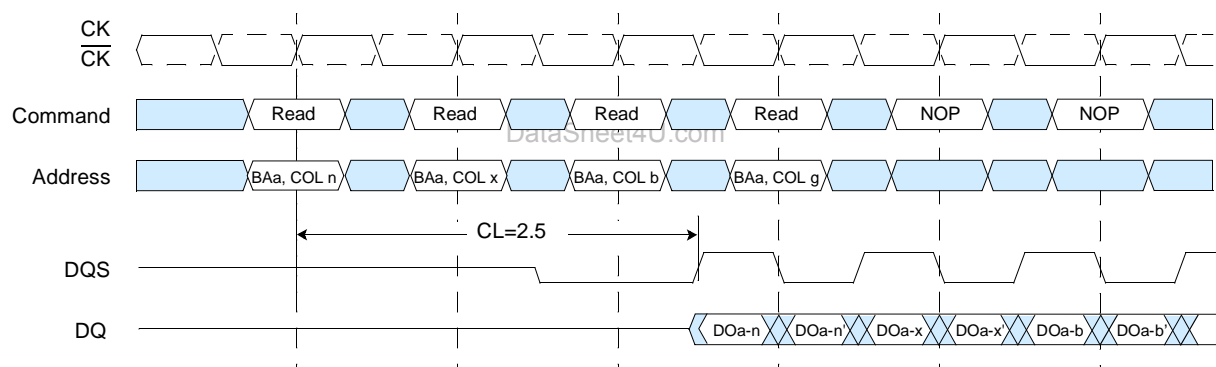 CK
CK
Command Read Read Read Read NOP NOP
DataSheet4U.com
Address BAa, COL n BAa, COL x BAa, COL b BAa, COL g
CL=2.5
DQS
DQ DOa-n DOa-n' DOa-x DOa-x' DOa-b DOa-b'